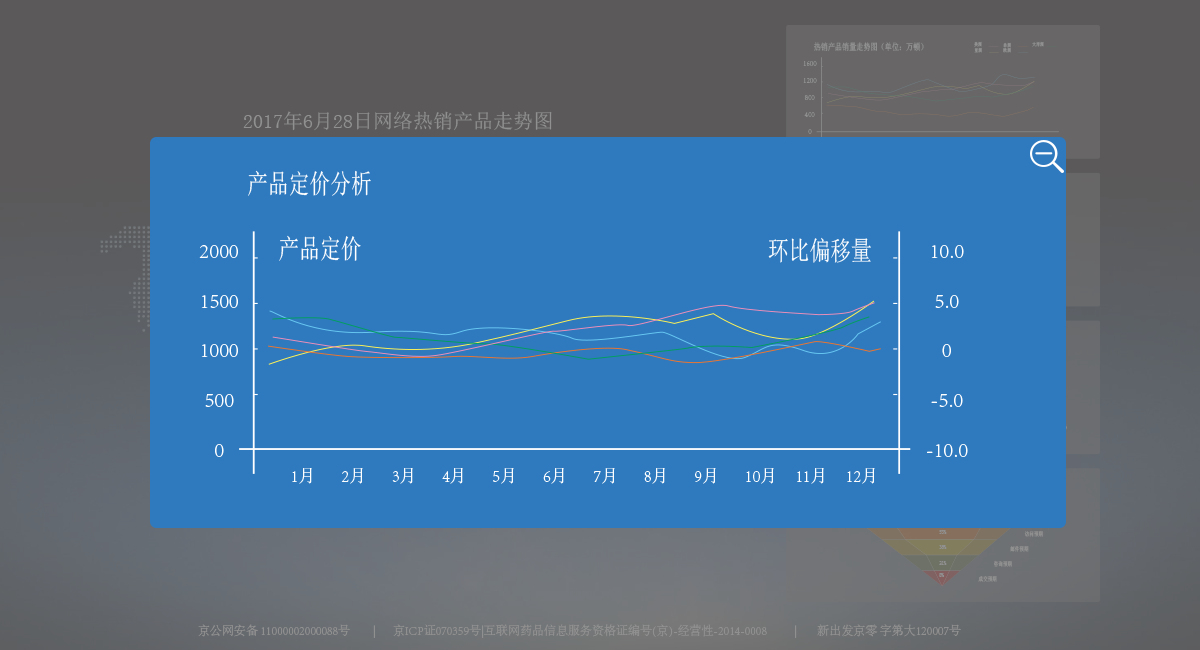 热销产品销量走势图（单位：万幅）
1600
1200
800
400
0
2017年6月28日网络热销产品走势图
产品定价分析
产品定价
环比偏移量
2000
1500
1000
500
0
10.0
5.0
0
-5.0
-10.0
1月 2月 3月 4月 5月 6月 7月 8月 9月 10月 11月 12月
京公网安备11000002000088号 | 京ICP证070359号[互联网药品信息服务资格证编号(京)-经营性-2014-0008 | 新出发京零 字第大120007号